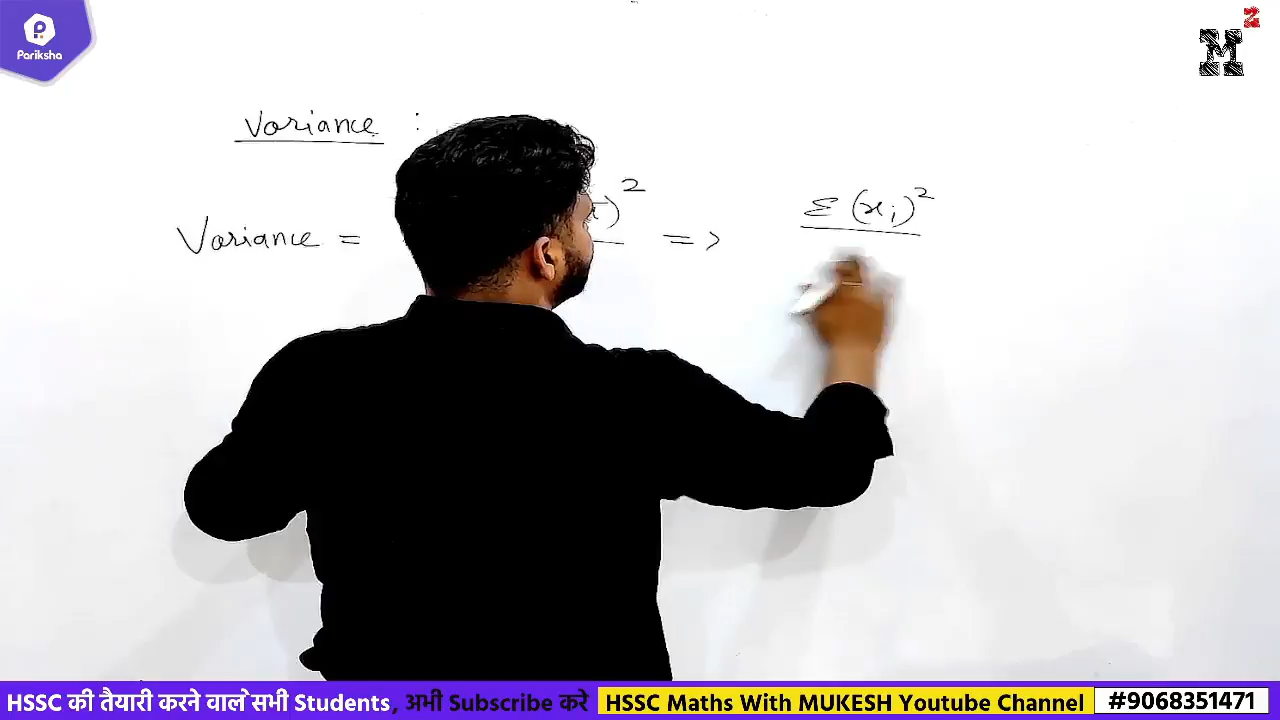 Pariksha
M2
Variance :
Variance = x̄)² => Σ(xᵢ)²
HSSC की तैयारी करने वाले सभी Students, अभी Subscribe करे HSSC Maths With MUKESH Youtube Channel #9068351471